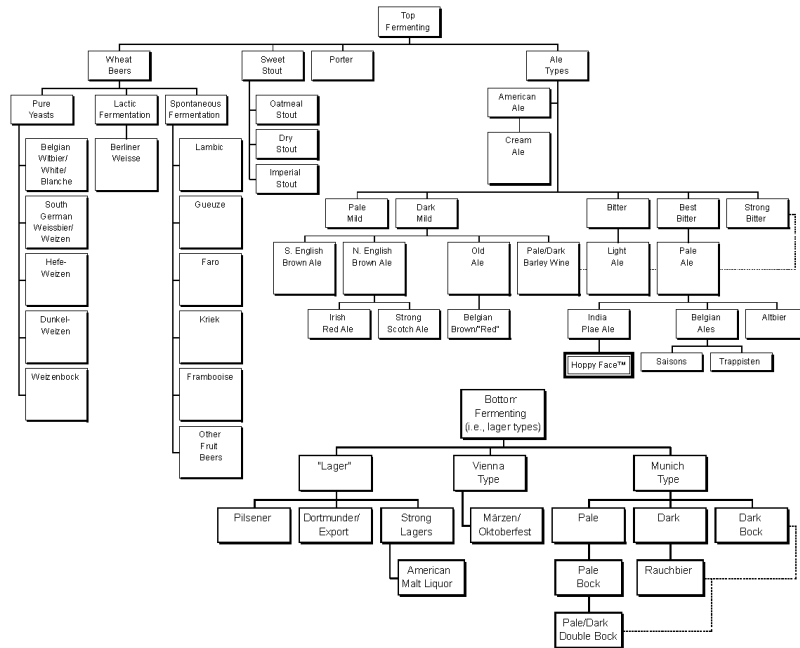 Top
Fermenting
Wheat
Beers
Sweet
Stout
Porter
Ale
Types
Pure
Yeasts
Lactic
Fermentation
Spontaneous
Fermentation
Oatmeal
Stout
Dry
Stout
Imperial
Stout
American
Ale
Cream
Ale
Belgian
Witbier/
White/
Blanche
Berliner
Weisse
Lambic
South
German
Weissbier/
Weizen
Gueuze
Hefe-
Weizen
Faro
Dunkel-
Weizen
Kriek
Weizenbock
Frambooise
Other
Fruit
Beers
Pale
Mild
Dark
Mild
Bitter
Best
Bitter
Strong
Bitter
S. English
Brown Ale
N. English
Brown Ale
Old
Ale
Pale/Dark
Barley Wine
Light
Ale
Pale
Ale
Irish
Red Ale
Strong
Scotch Ale
Belgian
Brown/"Red"
India
Plae Ale
Belgian
Ales
Altbier
Hoppy Face™
Saisons
Trappisten
Bottom
Fermenting
(i.e., lager types)
"Lager"
Vienna
Type
Munich
Type
Pilsener
Dortmunder/
Export
Strong
Lagers
Märzen/
Oktoberfest
Pale
Dark
Dark
Bock
American
Malt Liquor
Pale
Bock
Rauchbier
Pale/Dark
Double Bock